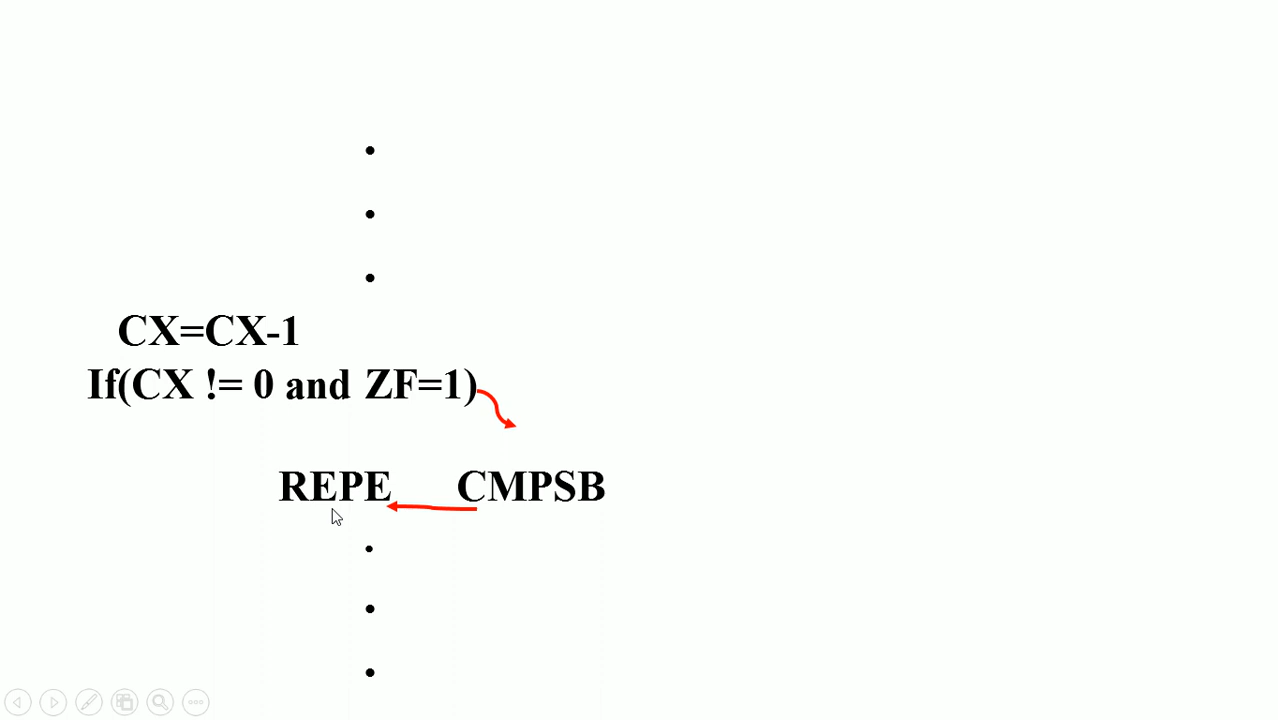 CX=CX-1
If(CX != 0 and ZF=1)
REPE CMPSB